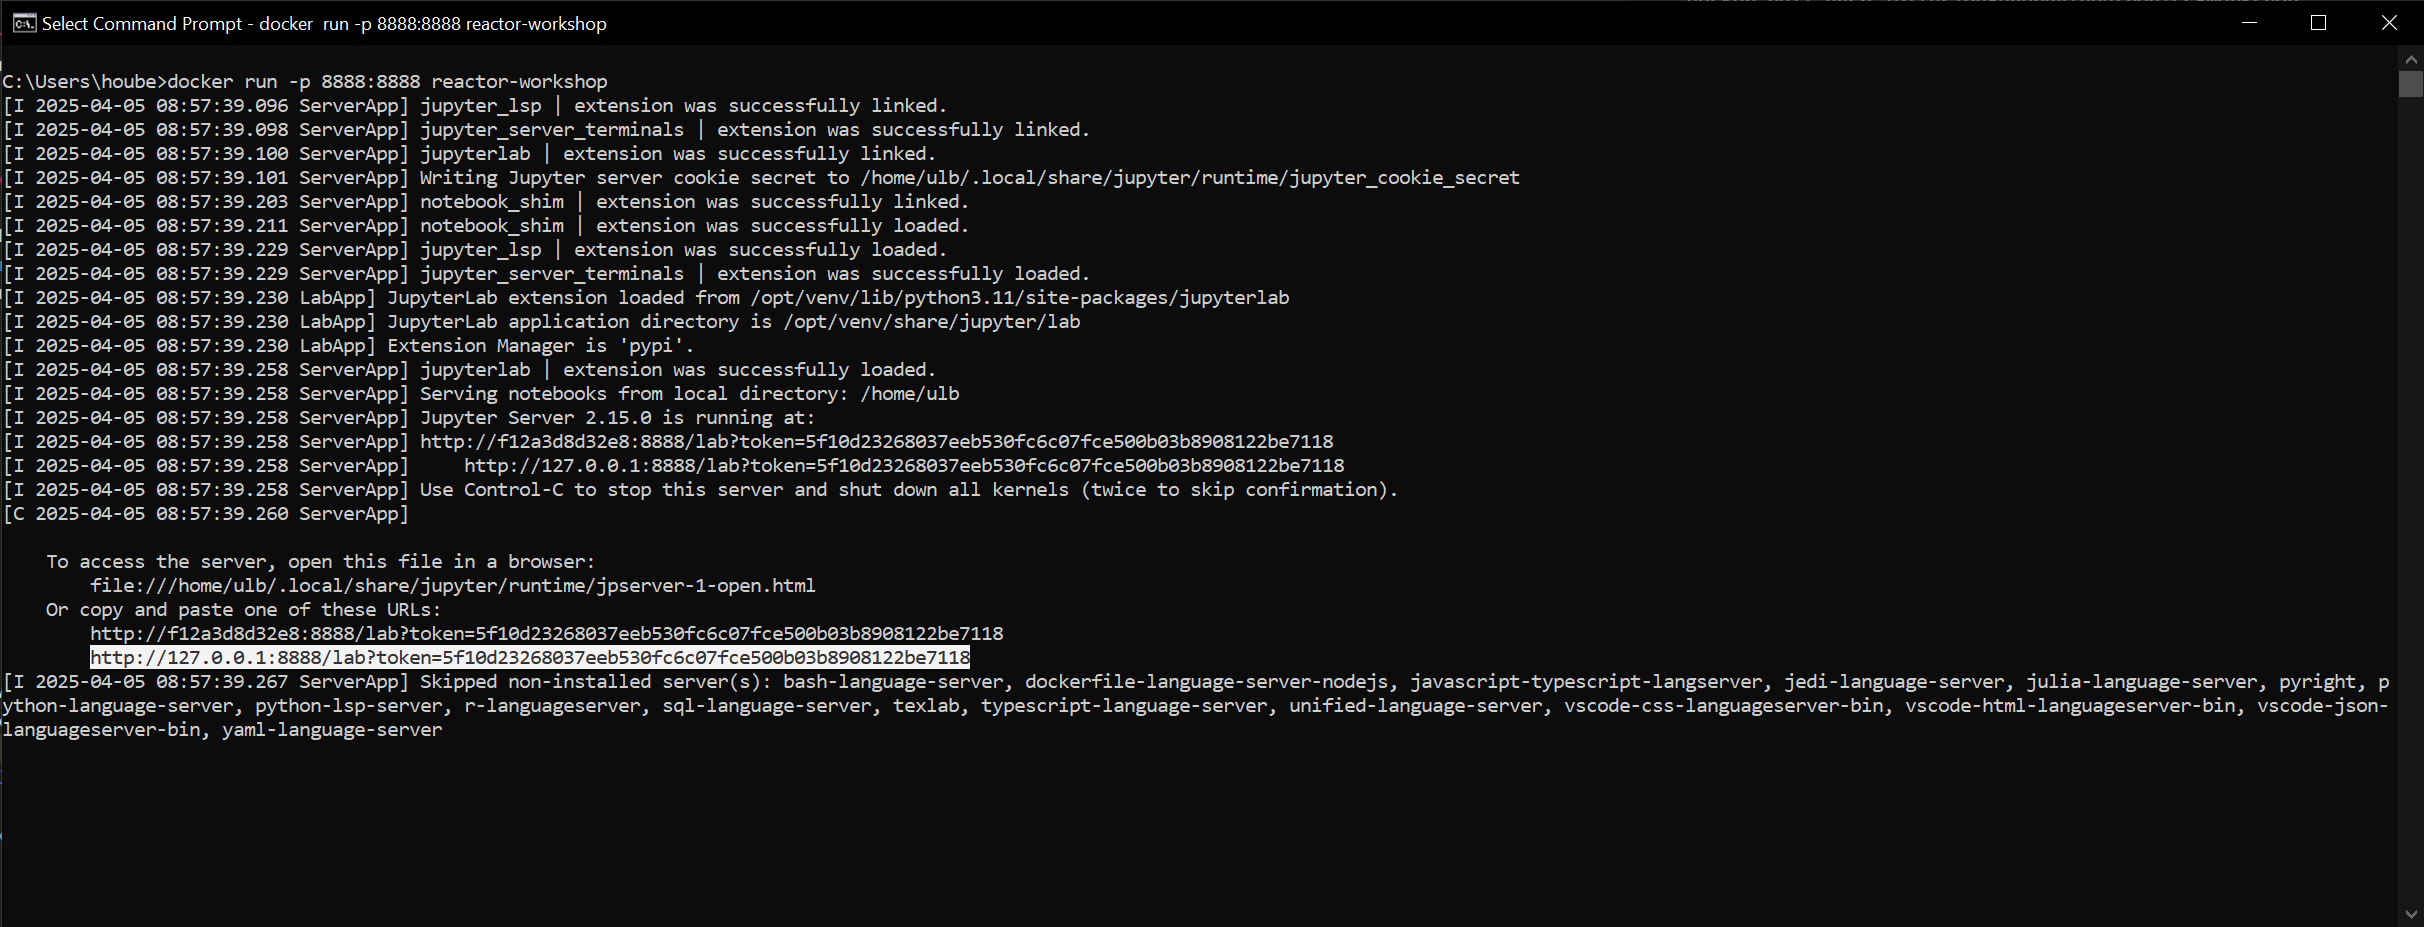 Select Command Prompt - docker  run -p 8888:8888 reactor-workshop
C:\Users\hoube>docker run -p 8888:8888 reactor-workshop
[I 2025-04-05 08:57:39.096 ServerApp] jupyter_lsp | extension was successfully linked.
[I 2025-04-05 08:57:39.098 ServerApp] jupyter_server_terminals | extension was successfully linked.
[I 2025-04-05 08:57:39.100 ServerApp] jupyterlab | extension was successfully linked.
[I 2025-04-05 08:57:39.101 ServerApp] Writing Jupyter server cookie secret to /home/ulb/.local/share/jupyter/runtime/jupyter_cookie_secret
[I 2025-04-05 08:57:39.203 ServerApp] notebook_shim | extension was successfully linked.
[I 2025-04-05 08:57:39.211 ServerApp] notebook_shim | extension was successfully loaded.
[I 2025-04-05 08:57:39.229 ServerApp] jupyter_lsp | extension was successfully loaded.
[I 2025-04-05 08:57:39.229 ServerApp] jupyter_server_terminals | extension was successfully loaded.
[I 2025-04-05 08:57:39.230 LabApp] JupyterLab extension loaded from /opt/venv/lib/python3.11/site-packages/jupyterlab
[I 2025-04-05 08:57:39.230 LabApp] JupyterLab application directory is /opt/venv/share/jupyter/lab
[I 2025-04-05 08:57:39.230 LabApp] Extension Manager is 'pypi'.
[I 2025-04-05 08:57:39.258 ServerApp] jupyterlab | extension was successfully loaded.
[I 2025-04-05 08:57:39.258 ServerApp] Serving notebooks from local directory: /home/ulb
[I 2025-04-05 08:57:39.258 ServerApp] Jupyter Server 2.15.0 is running at:
[I 2025-04-05 08:57:39.258 ServerApp] http://f12a3d8d32e8:8888/lab?token=5f10d23268037eeb530fc6c07fce500b03b8908122be7118
[I 2025-04-05 08:57:39.258 ServerApp]     http://127.0.0.1:8888/lab?token=5f10d23268037eeb530fc6c07fce500b03b8908122be7118
[I 2025-04-05 08:57:39.258 ServerApp] Use Control-C to stop this server and shut down all kernels (twice to skip confirmation).
[C 2025-04-05 08:57:39.260 ServerApp]
    To access the server, open this file in a browser:
        file:///home/ulb/.local/share/jupyter/runtime/jpserver-1-open.html
    Or copy and paste one of these URLs:
        http://f12a3d8d32e8:8888/lab?token=5f10d23268037eeb530fc6c07fce500b03b8908122be7118
        http://127.0.0.1:8888/lab?token=5f10d23268037eeb530fc6c07fce500b03b8908122be7118
[I 2025-04-05 08:57:39.267 ServerApp] Skipped non-installed server(s): bash-language-server, dockerfile-language-server-nodejs, javascript-typescript-langserver, jedi-language-server, julia-language-server, pyright, p
ython-language-server, python-lsp-server, r-languageserver, sql-language-server, texlab, typescript-language-server, unified-language-server, vscode-css-languageserver-bin, vscode-html-languageserver-bin, vscode-json-
languageserver-bin, yaml-language-server